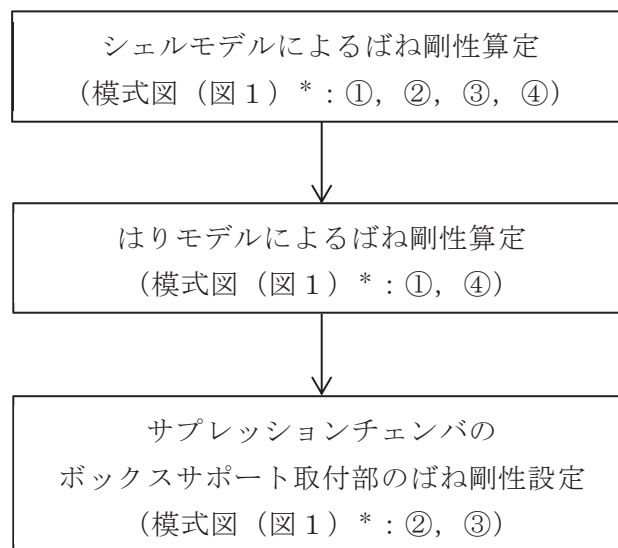 シェルモデルによるばね剛性算定
（模式図（図１）＊：①，②，③，④）
はりモデルによるばね剛性算定
（模式図（図１）＊：①，④）
サプレッションチェンバの
ボックスサポート取付部のばね剛性設定
（模式図（図１）＊：②，③）